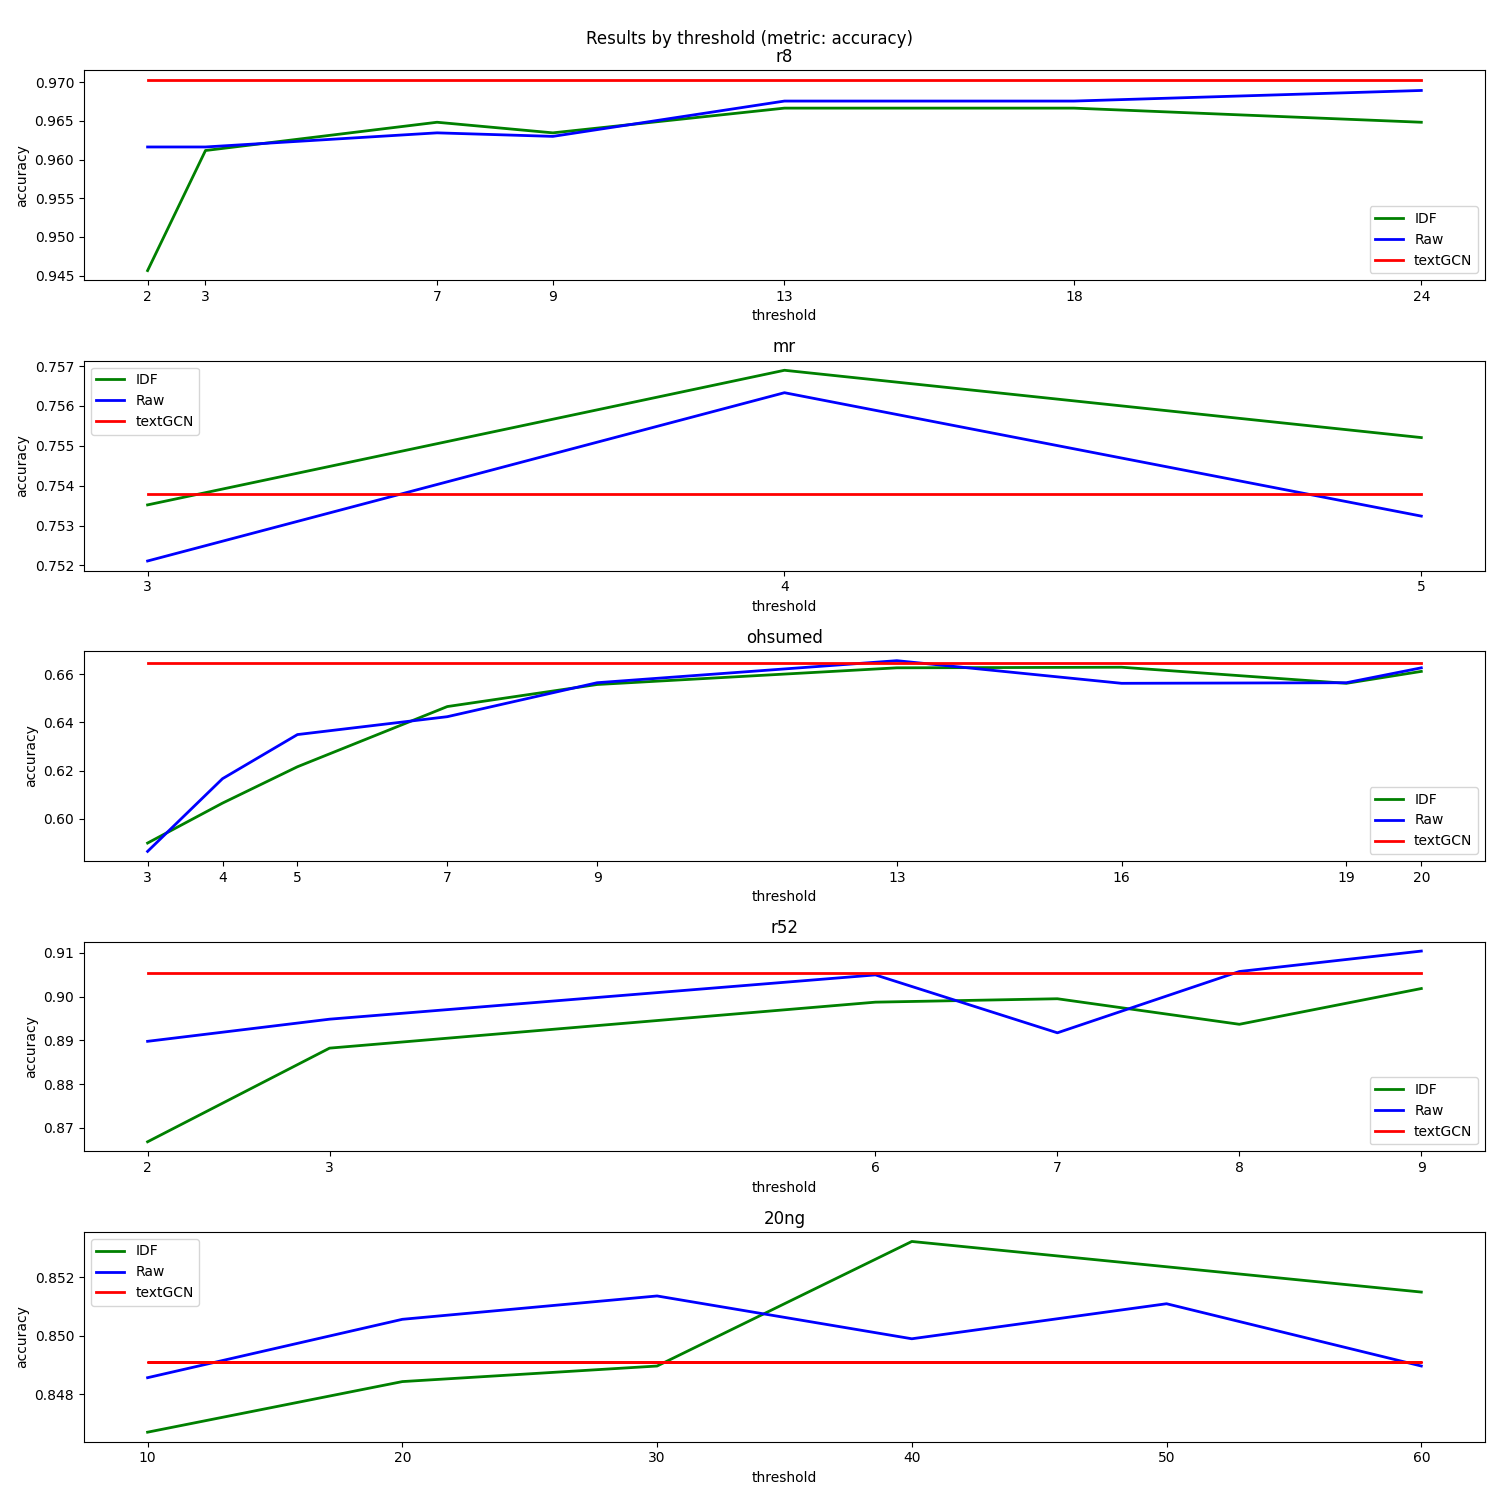 Results by threshold (metric: accuracy)
r8
0.970
0.965
0.960
0.955
0.950
0.945
accuracy
IDF
Raw
textGCN
2 3 7 9 13 18 24
threshold
mr
0.757
0.756
0.755
0.754
0.753
0.752
accuracy
IDF
Raw
textGCN
3 4 5
threshold
ohsumed
0.66
0.64
0.62
0.60
accuracy
IDF
Raw
textGCN
3 4 5 7 9 13 16 19 20
threshold
r52
0.91
0.90
0.89
0.88
0.87
accuracy
IDF
Raw
textGCN
2 3 6 7 8 9
threshold
20ng
0.852
0.850
0.848
accuracy
IDF
Raw
textGCN
10 20 30 40 50 60
threshold